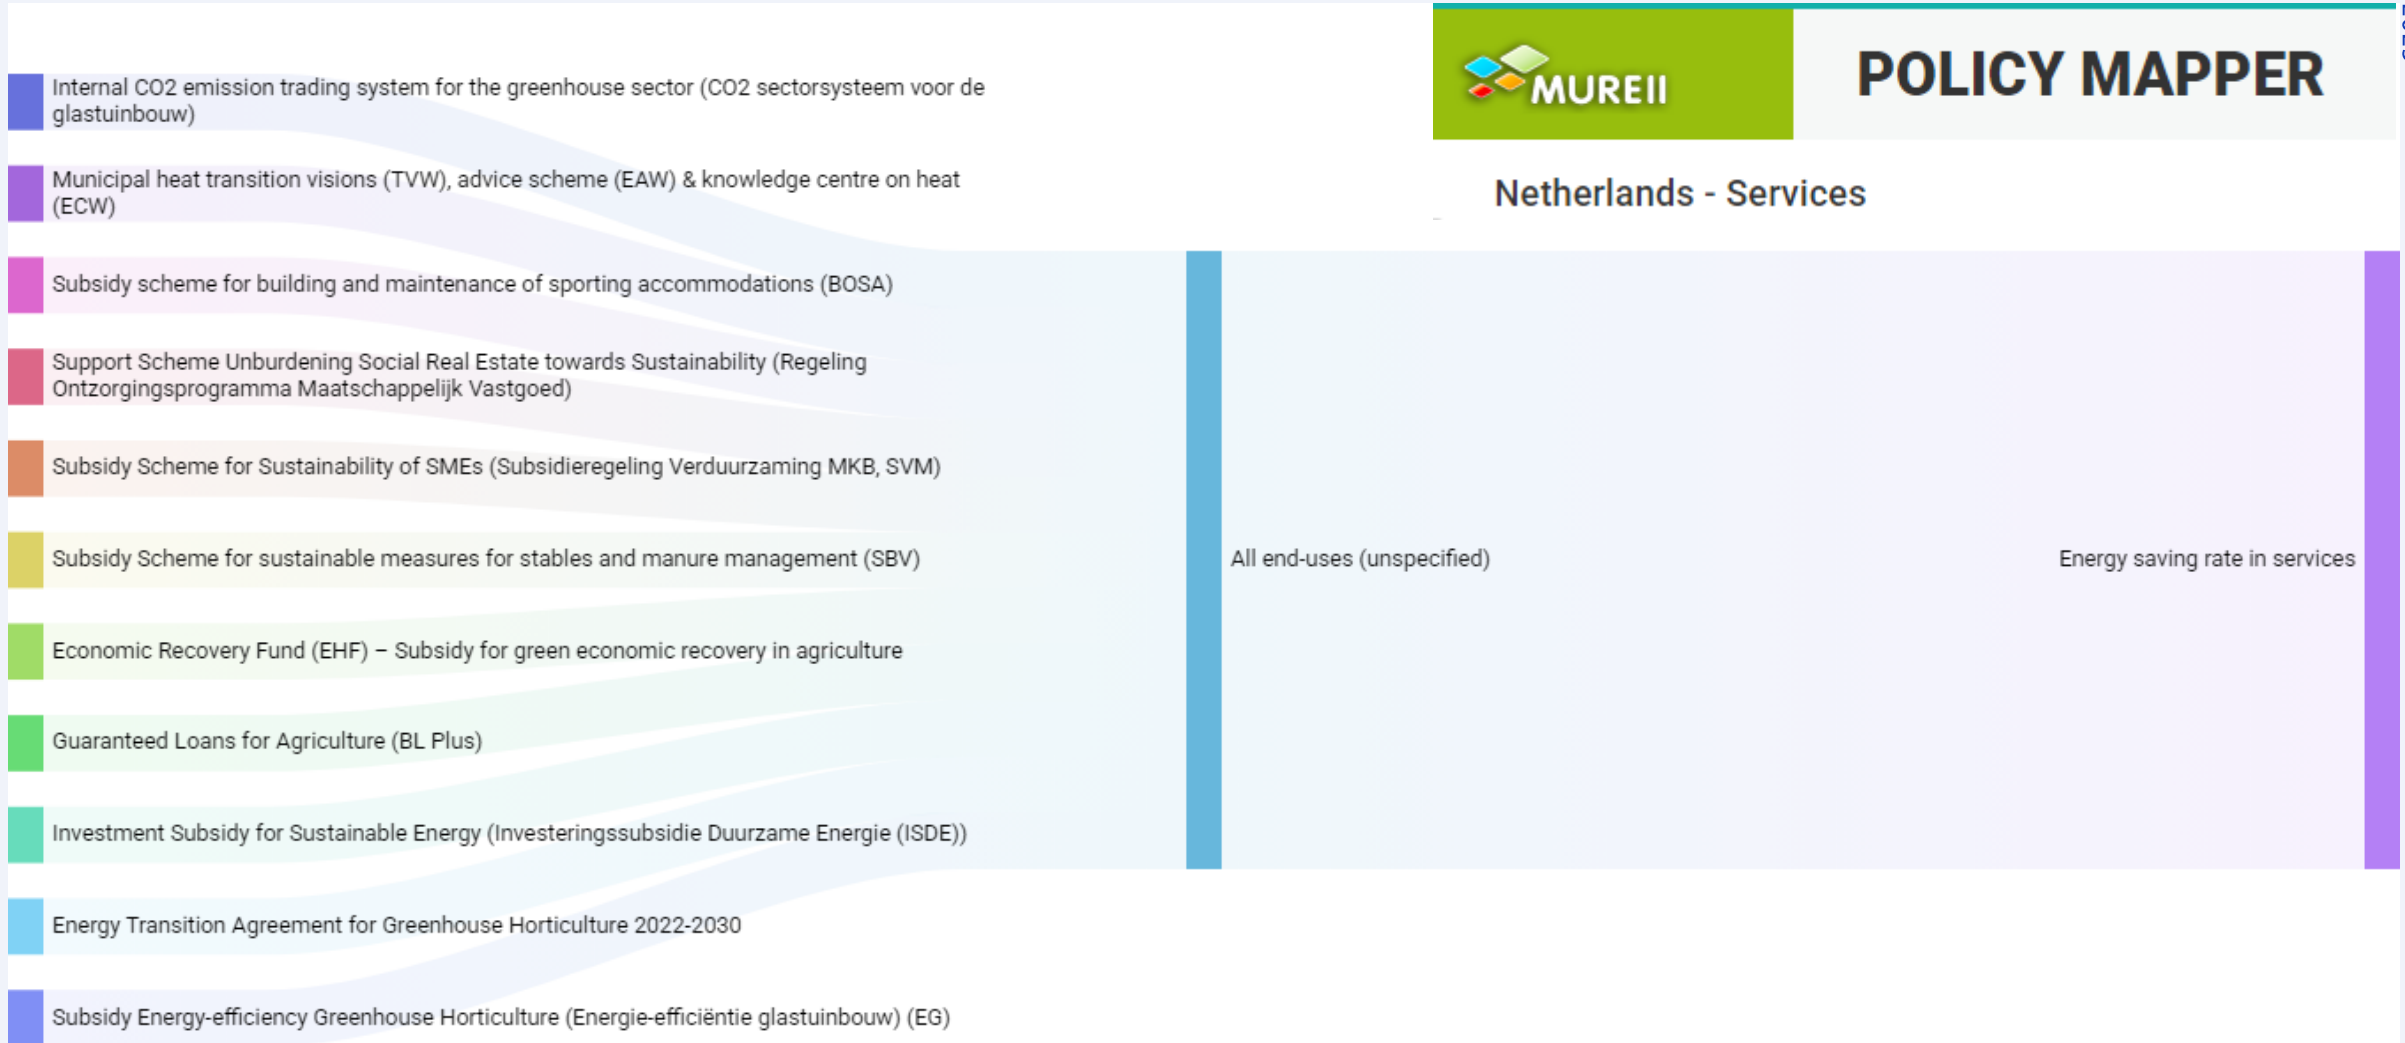 MUREII
POLICY MAPPER
Netherlands - Services
Internal CO2 emission trading system for the greenhouse sector (CO2 sectorsysteem voor de
glastuinbouw)
Municipal heat transition visions (TVW), advice scheme (EAW) & knowledge centre on heat
(ECW)
Subsidy scheme for building and maintenance of sporting accommodations (BOSA)
Support Scheme Unburdening Social Real Estate towards Sustainability (Regeling
Ontzorgingsprogramma Maatschappelijk Vastgoed)
Subsidy Scheme for Sustainability of SMEs (Subsidieregeling Verduurzaming MKB, SVM)
Subsidy Scheme for sustainable measures for stables and manure management (SBV)
Economic Recovery Fund (EHF) – Subsidy for green economic recovery in agriculture
Guaranteed Loans for Agriculture (BL Plus)
Investment Subsidy for Sustainable Energy (Investeringssubsidie Duurzame Energie (ISDE))
Energy Transition Agreement for Greenhouse Horticulture 2022-2030
Subsidy Energy-efficiency Greenhouse Horticulture (Energie-efficiëntie glastuinbouw) (EG)
All end-uses (unspecified)
Energy saving rate in services